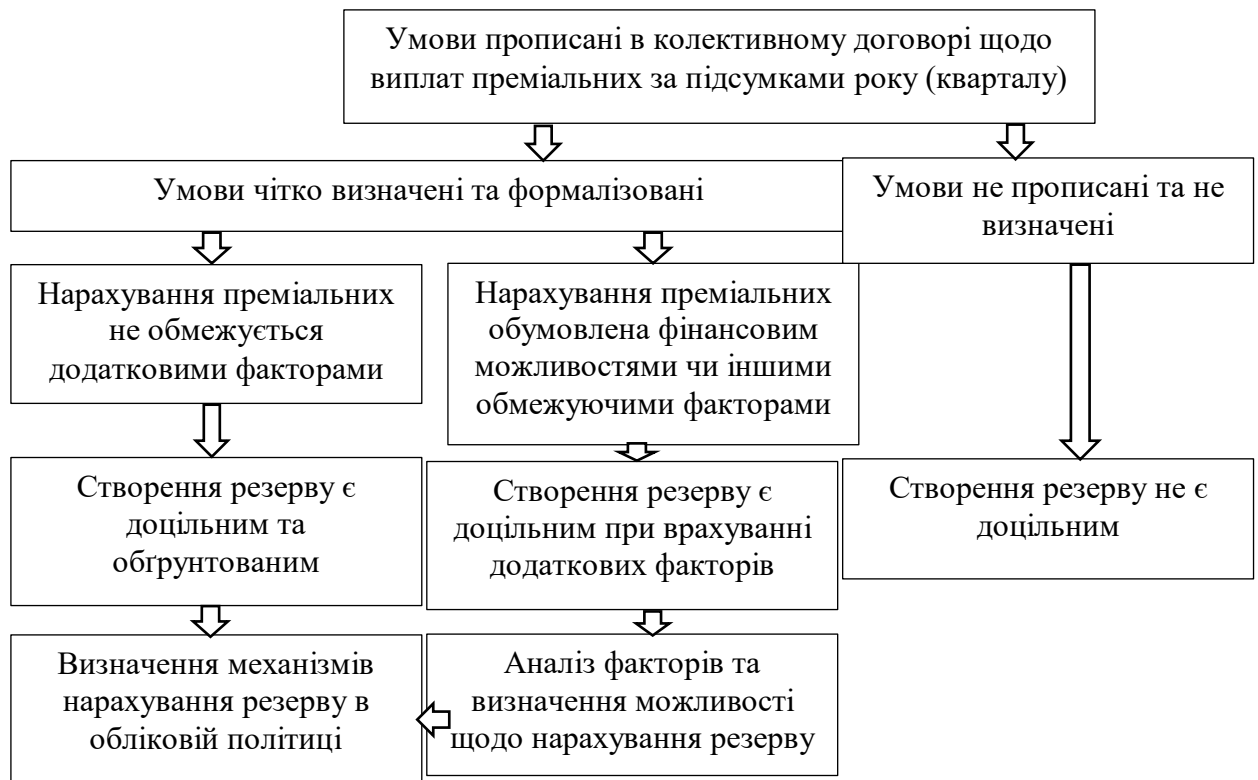 Умови прописані в колективному договорі щодо
виплат преміальних за підсумками року (кварталу)
Умови чітко визначені та формалізовані
Умови не прописані та не
визначені
Нарахування преміальних
не обмежується
додатковими факторами
Нарахування преміальних
обумовлена фінансовим
можливостями чи іншими
обмежуючими факторами
Створення резерву є
доцільним та
обґрунтованим
Створення резерву є
доцільним при врахуванні
додаткових факторів
Створення резерву не є
доцільним
Визначення механізмів
нарахування резерву в
обліковій політиці
Аналіз факторів та
визначення можливості
щодо нарахування резерву